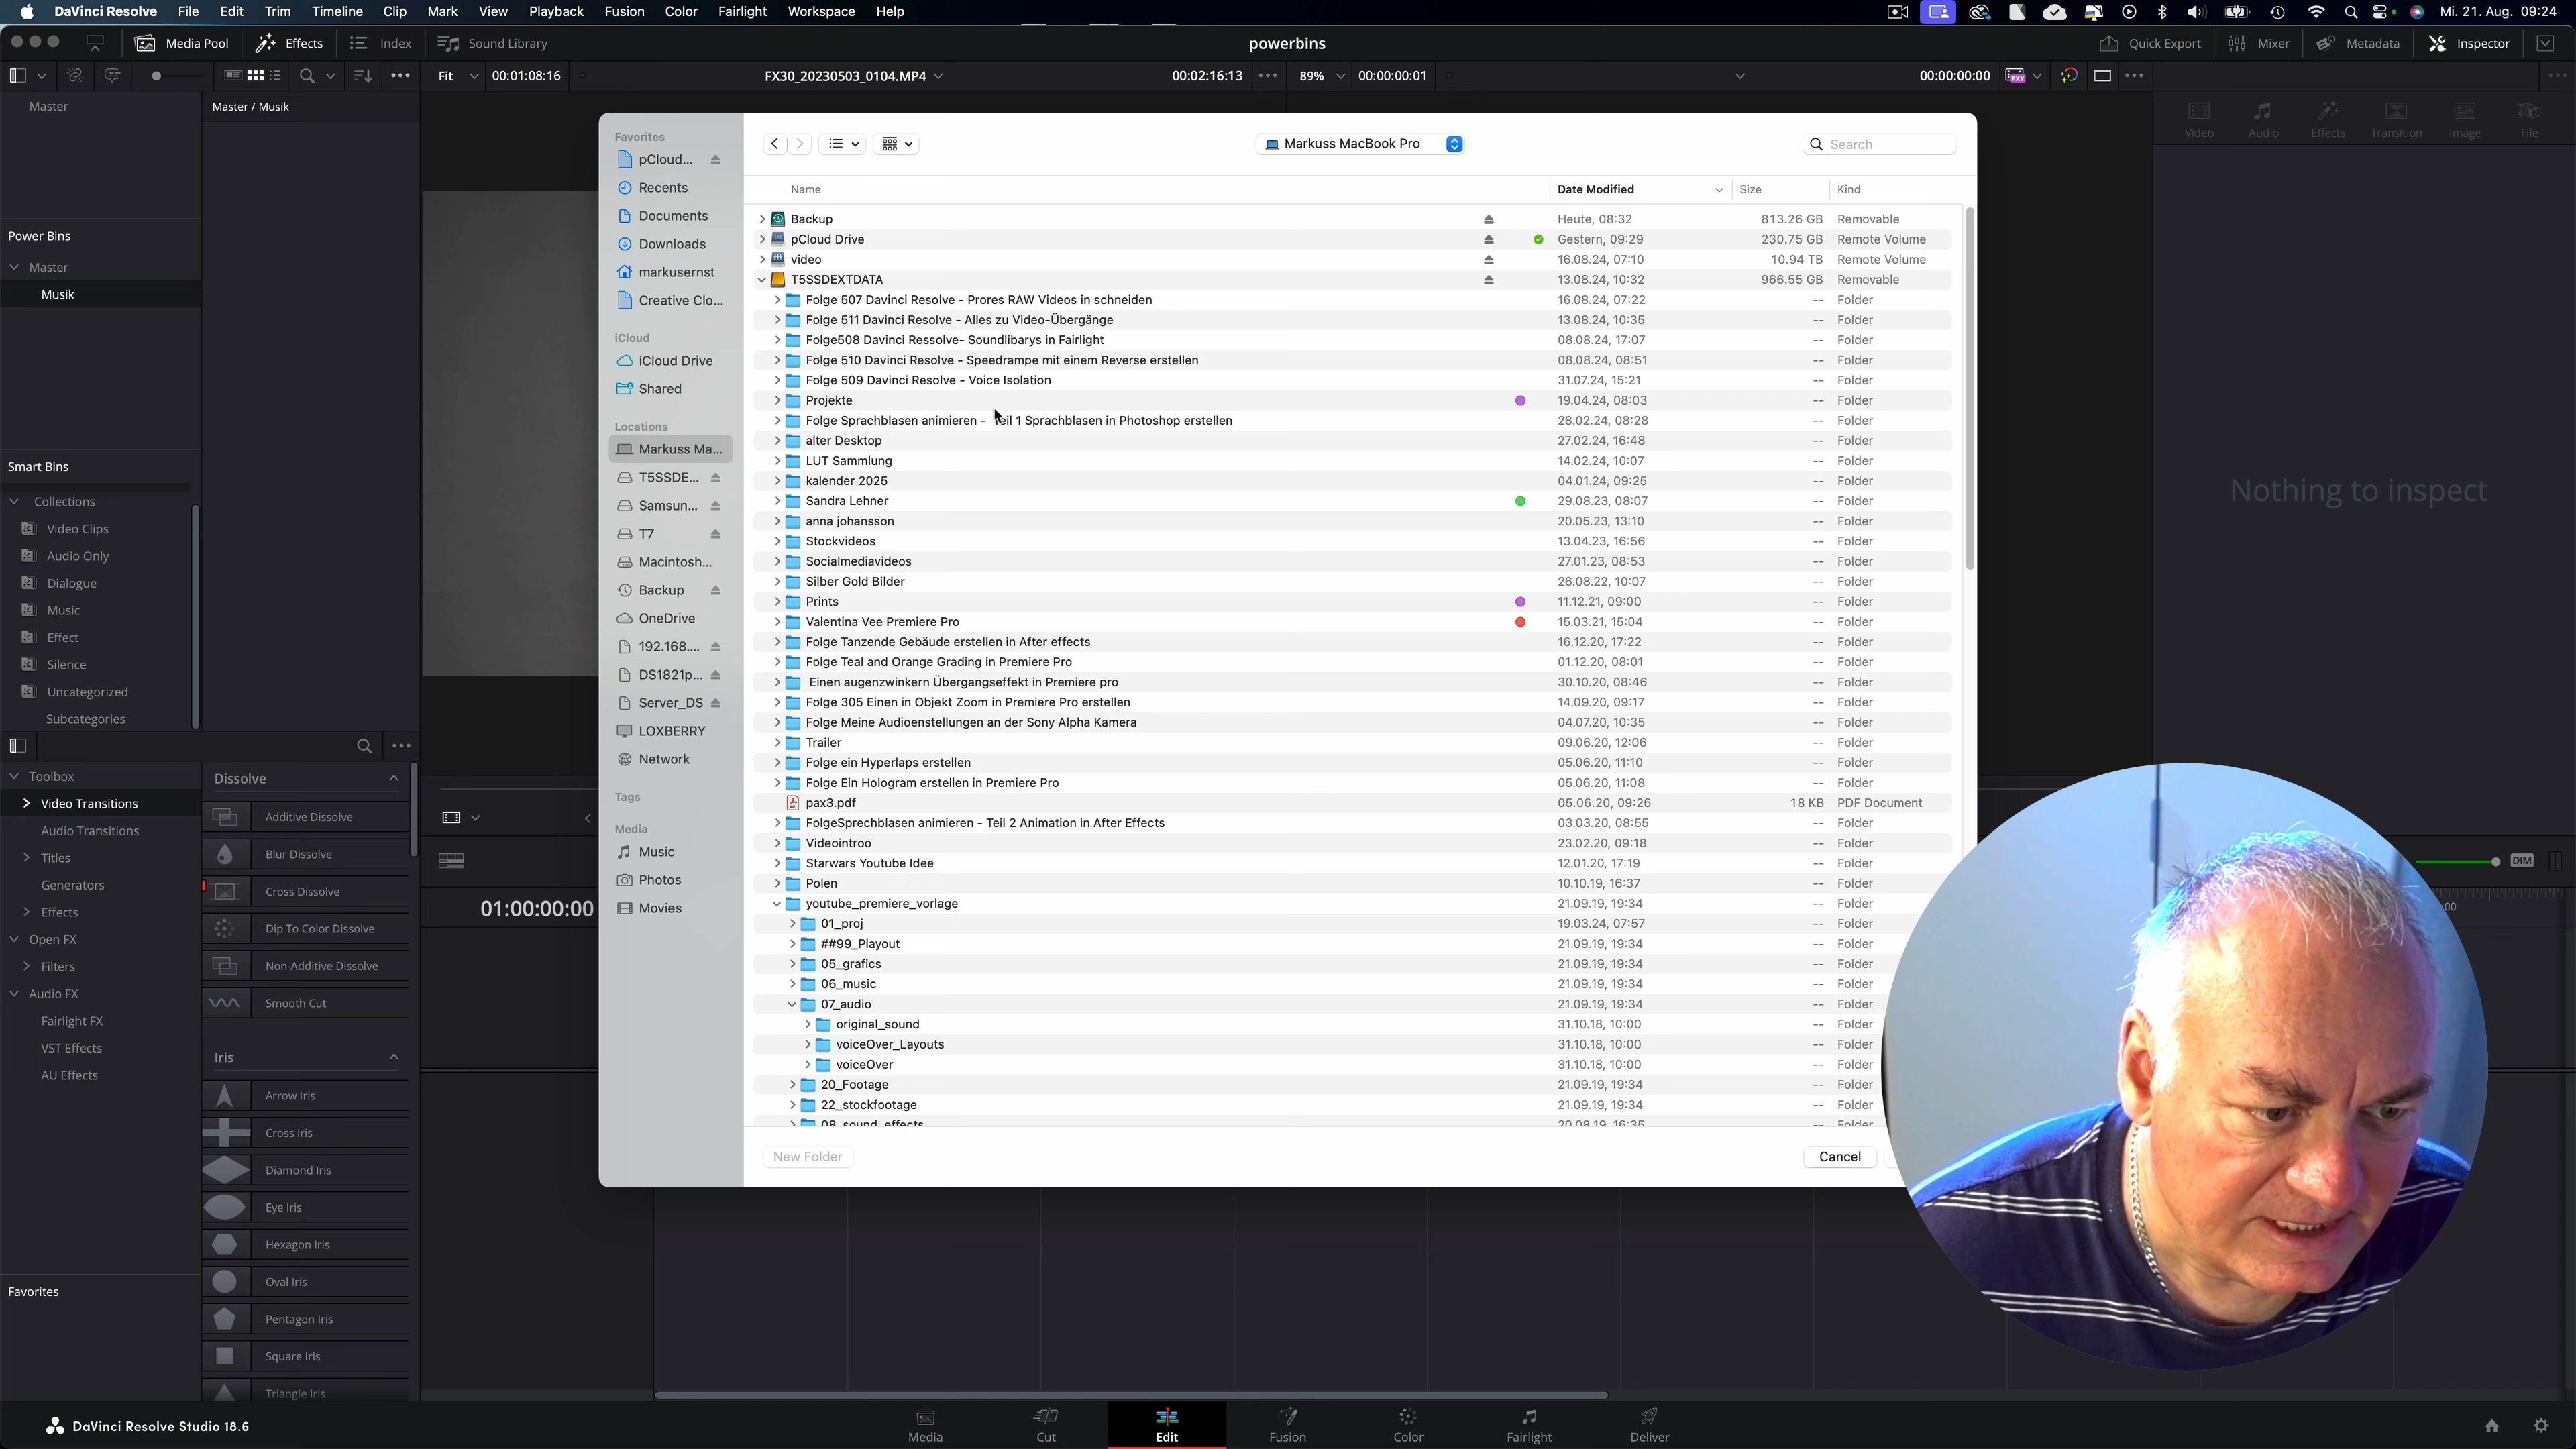 DaVinci Resolve File Edit Trim Timeline Clip Mark View Playback Fusion Color Fairlight Workspace Help Mi. 21. Aug. 09:24
Media Pool Effects Index Sound Library powerbins Quick Export Mixer Metadata Inspector
Fit 00:01:08:16 FX30_20230503_0104.MP4 00:02:16:13 89% 00:00:00:01 00:00:00:00
Master
Master / Musik
Power Bins
Master
Musik
Smart Bins
Collections
Video Clips
Audio Only
Dialogue
Music
Effect
Silence
Uncategorized
Subcategories
Toolbox
Video Transitions
Audio Transitions
Titles
Generators
Effects
Open FX
Filters
Audio FX
Fairlight FX
VST Effects
AU Effects
Favorites
Dissolve
Additive Dissolve
Blur Dissolve
Cross Dissolve
Dip To Color Dissolve
Non-Additive Dissolve
Smooth Cut
Iris
Arrow Iris
Cross Iris
Diamond Iris
Eye Iris
Hexagon Iris
Oval Iris
Pentagon Iris
Square Iris
Triangle Iris
01:00:00:00
Favorites
pCloud...
Recents
Documents
Downloads
markusernst
Creative Clo...
iCloud
iCloud Drive
Shared
Locations
Markuss Ma...
T5SSDE...
Samsun...
T7
Macintosh...
Backup
OneDrive
192.168....
DS1821p...
Server_DS
LOXBERRY
Network
Tags
Media
Music
Photos
Movies
Markuss MacBook Pro
Search
Name Date Modified Size Kind
Backup Heute, 08:32 813.26 GB Removable
pCloud Drive Gestern, 09:29 230.75 GB Remote Volume
video 16.08.24, 07:10 10.94 TB Remote Volume
T5SSDEXTDATA 13.08.24, 10:32 966.55 GB Removable
Folge 507 Davinci Resolve - Prores RAW Videos in schneiden 16.08.24, 07:22 -- Folder
Folge 511 Davinci Resolve - Alles zu Video-Übergänge 13.08.24, 10:35 -- Folder
Folge508 Davinci Ressolve- Soundlibarys in Fairlight 08.08.24, 17:07 -- Folder
Folge 510 Davinci Resolve - Speedrampe mit einem Reverse erstellen 08.08.24, 08:51 -- Folder
Folge 509 Davinci Resolve - Voice Isolation 31.07.24, 15:21 -- Folder
Projekte 19.04.24, 08:03 -- Folder
Folge Sprachblasen animieren - Teil 1 Sprachblasen in Photoshop erstellen 28.02.24, 08:28 -- Folder
alter Desktop 27.02.24, 16:48 -- Folder
LUT Sammlung 14.02.24, 10:07 -- Folder
kalender 2025 04.01.24, 09:25 -- Folder
Sandra Lehner 29.08.23, 08:07 -- Folder
anna johansson 20.05.23, 13:10 -- Folder
Stockvideos 13.04.23, 16:56 -- Folder
Socialmediavideos 27.01.23, 08:53 -- Folder
Silber Gold Bilder 26.08.22, 10:07 -- Folder
Prints 11.12.21, 09:00 -- Folder
Valentina Vee Premiere Pro 15.03.21, 15:04 -- Folder
Folge Tanzende Gebäude erstellen in After effects 16.12.20, 17:22 -- Folder
Folge Teal and Orange Grading in Premiere Pro 01.12.20, 08:01 -- Folder
Einen augenzwinkern Übergangseffekt in Premiere pro 30.10.20, 08:46 -- Folder
Folge 305 Einen in Objekt Zoom in Premiere Pro erstellen 14.09.20, 09:17 -- Folder
Folge Meine Audioenstellungen an der Sony Alpha Kamera 04.07.20, 10:35 -- Folder
Trailer 09.06.20, 12:06 -- Folder
Folge ein Hyperlaps erstellen 05.06.20, 11:10 -- Folder
Folge Ein Hologram erstellen in Premiere Pro 05.06.20, 11:08 -- Folder
pax3.pdf 05.06.20, 09:26 18 KB PDF Document
FolgeSprechblasen animieren - Teil 2 Animation in After Effects 03.03.20, 08:55 -- Folder
Videointroo 23.02.20, 09:18 -- Folder
Starwars Youtube Idee 12.01.20, 17:19 -- Folder
Polen 10.10.19, 16:37 -- Folder
youtube_premiere_vorlage 21.09.19, 19:34 -- Folder
01_proj 19.03.24, 07:57 -- Folder
##99_Playout 21.09.19, 19:34 -- Folder
05_grafics 21.09.19, 19:34 -- Folder
06_music 21.09.19, 19:34 -- Folder
07_audio 21.09.19, 19:34 -- Folder
original_sound 31.10.18, 10:00 -- Folder
voiceOver_Layouts 31.10.18, 10:00 -- Folder
voiceOver 31.10.18, 10:00 -- Folder
20_Footage 21.09.19, 19:34 -- Folder
22_stockfootage 21.09.19, 19:34 -- Folder
08_sound_effects 20.08.19, 16:35 -- Folder
New Folder Cancel
Video Audio Effects Transition Image File
Nothing to inspect
DIM
DaVinci Resolve Studio 18.6
Media Cut Edit Fusion Color Fairlight Deliver